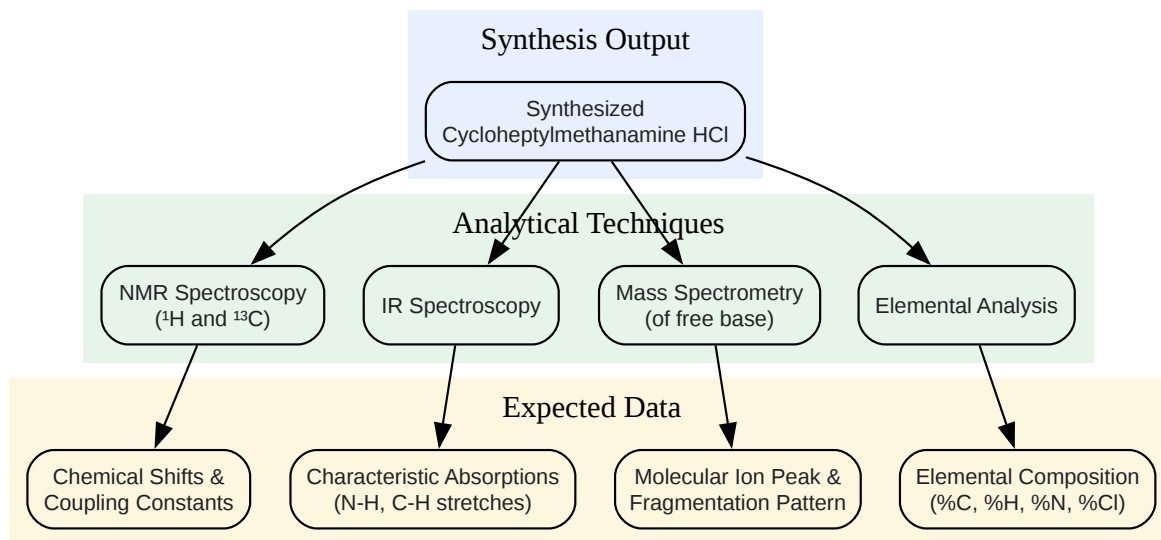 Synthesis Output
Synthesized
Cycloheptylmethanamine HCl
Analytical Techniques
NMR Spectroscopy
(¹H and ¹³C)
IR Spectroscopy
Mass Spectrometry
(of free base)
Elemental Analysis
Expected Data
Chemical Shifts &
Coupling Constants
Characteristic Absorptions
(N-H, C-H stretches)
Molecular Ion Peak &
Fragmentation Pattern
Elemental Composition
(%C, %H, %N, %Cl)